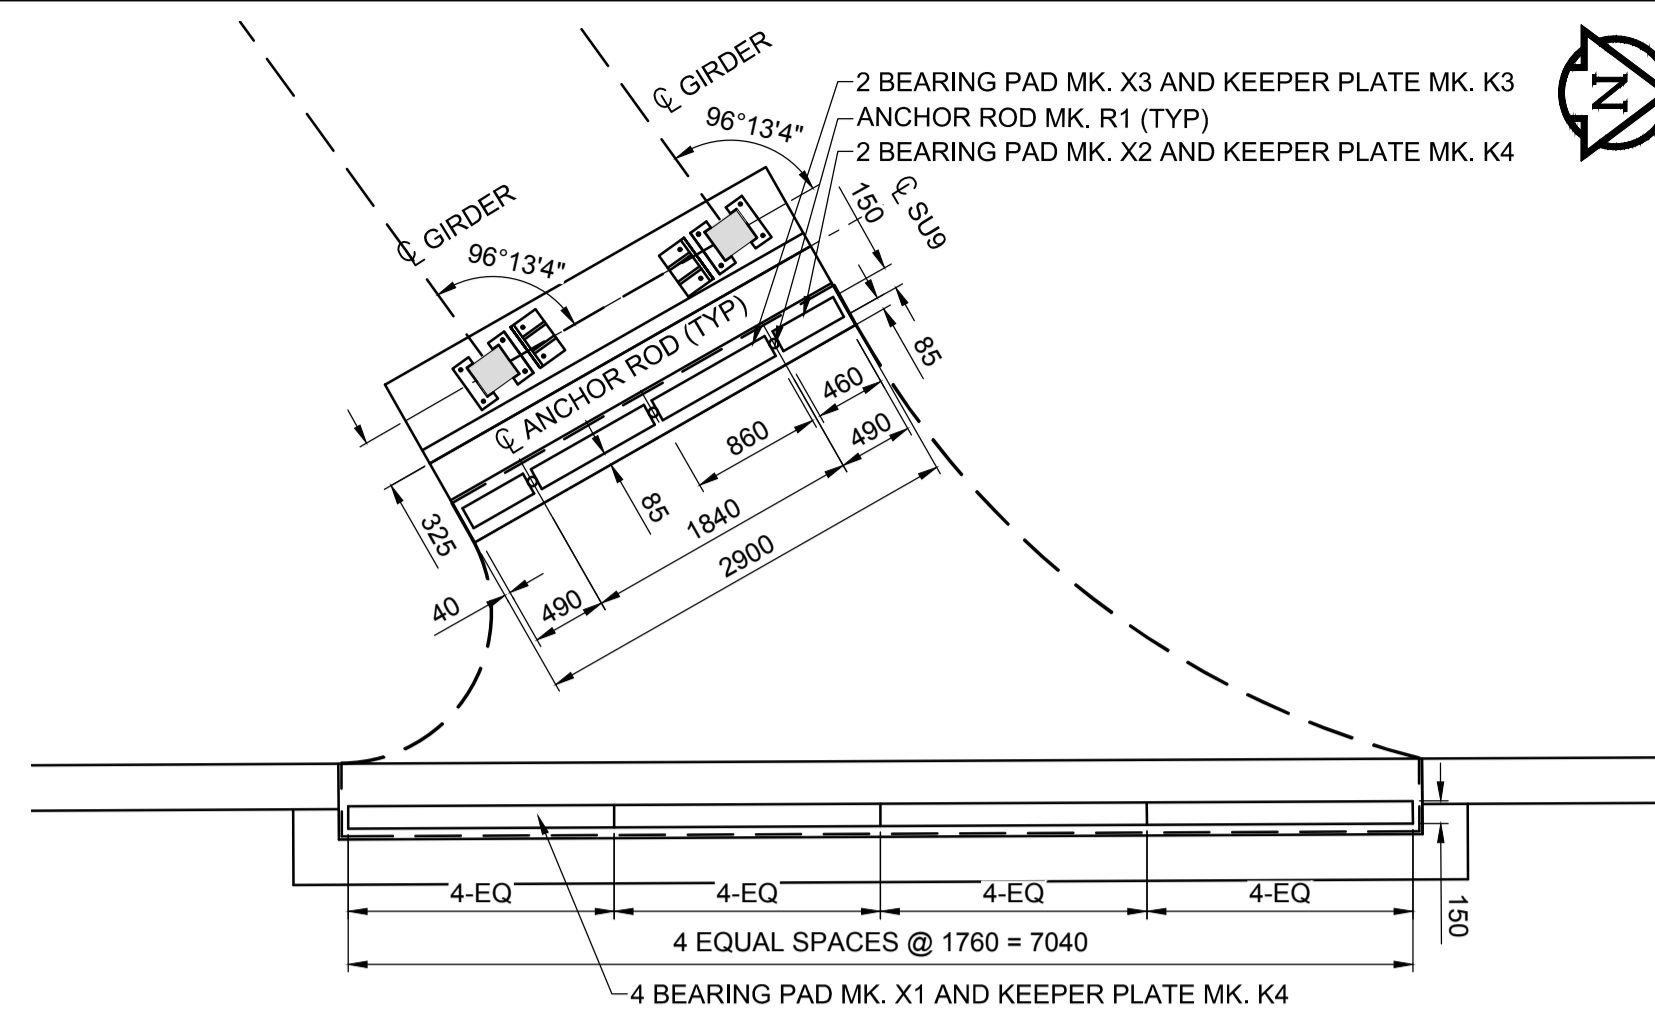 ℄ GIRDER
2 BEARING PAD MK. X3 AND KEEPER PLATE MK. K3
96°13'4"
ANCHOR ROD MK. R1 (TYP)
2 BEARING PAD MK. X2 AND KEEPER PLATE MK. K4
N
℄ GIRDER
96°13'4"
150
℄ SU9
℄ ANCHOR ROD (TYP)
85
460
860
490
325
85
1840
2900
40
490
4-EQ
4-EQ
4-EQ
4-EQ
150
4 EQUAL SPACES @ 1760 = 7040
4 BEARING PAD MK. X1 AND KEEPER PLATE MK. K4